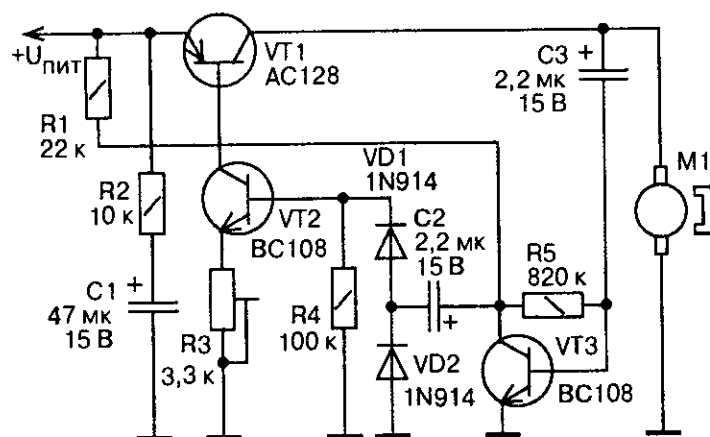 +Uпит
R1
22 к
R2
10 к
C1
+
47 мк
15 В
VT1
AC128
VT2
BC108
R3
3,3 к
R4
100 к
VD1
1N914
C2
2,2 мк
15 В
+
VD2
1N914
R5
820 к
VT3
BC108
C3
+
2,2 мк
15 В
M1